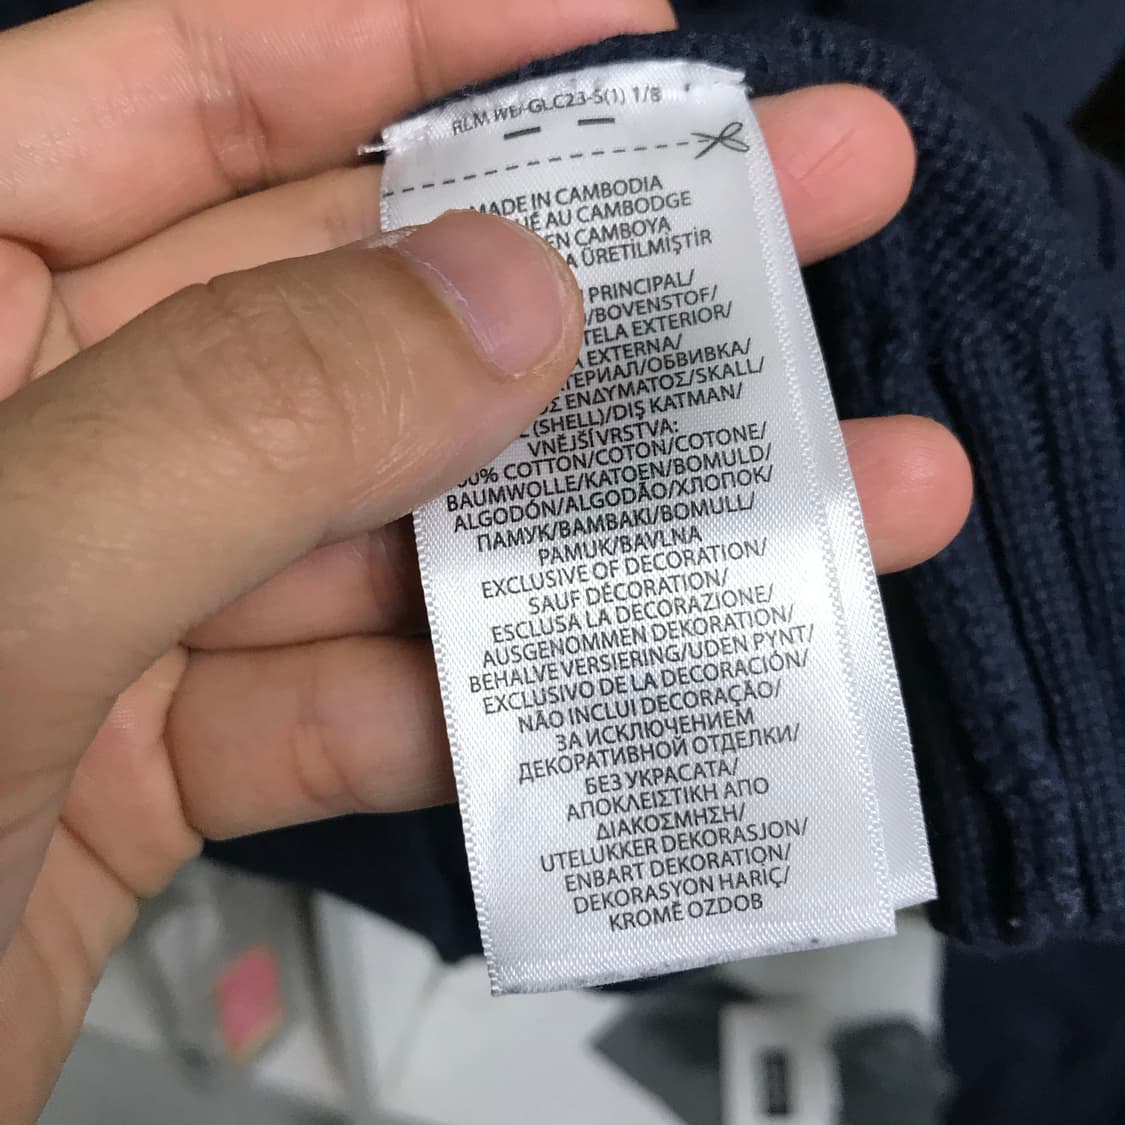 RLM WE/-GLC23-5(1) 1/8
MADE IN CAMBODIA
AU CAMBODGE
EN CAMBOYA
ÜRETİLMİŞTİR
PRINCIPAL/
/BOVENSTOF/
TELA EXTERIOR/
EXTERNA/
/ОБВИВКА/
ΕΝΔΥΜΑΤΟΣ/SKALL/
(SHELL)/DIŞ KATMAN/
VNĚJŠÍ VRSTVA:
COTTON/COTON/COTONE/
BAUMWOLLE/KATOEN/BOMULD/
ALGODÓN/ALGODÃO/ХЛОПОК/
ПАМУК/BAMBAKI/BOMULL/
PAMUK/BAVLNA
EXCLUSIVE OF DECORATION/
SAUF DÉCORATION/
ESCLUSA LA DECORAZIONE/
AUSGENOMMEN DEKORATION/
BEHALVE VERSIERING/UDEN PYNT/
EXCLUSIVO DE LA DECORACIÓN/
NÃO INCLUI DECORAÇÃO/
ЗА ИСКЛЮЧЕНИЕМ
ДЕКОРАТИВНОЙ ОТДЕЛКИ/
БЕЗ УКРАСАТА/
ΑΠΟΚΛΕΙΣΤΙΚΗ ΑΠΟ
ΔΙΑΚΟΣΜΗΣΗ/
UTELUKKER DEKORASJON/
ENBART DEKORATION/
DEKORASYON HARİÇ/
KROMĚ OZDOB